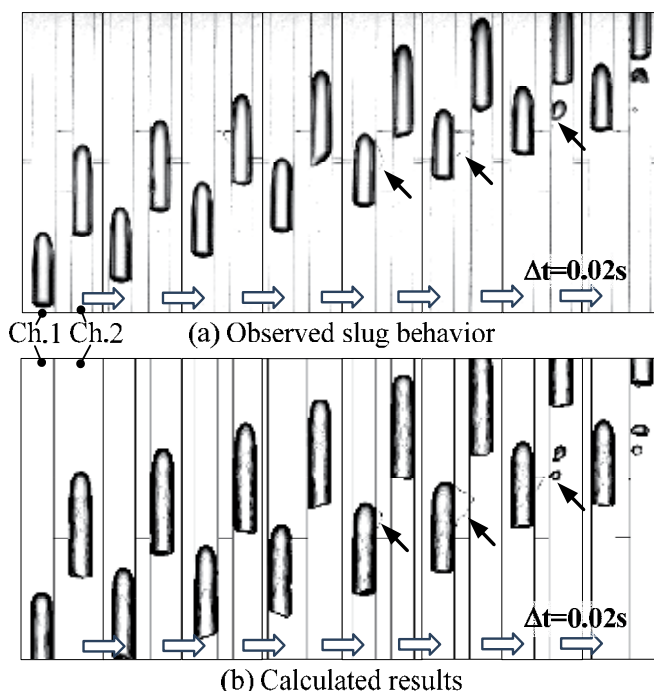 Δt=0.02s
Ch.1 Ch.2
(a) Observed slug behavior
Δt=0.02s
(b) Calculated results